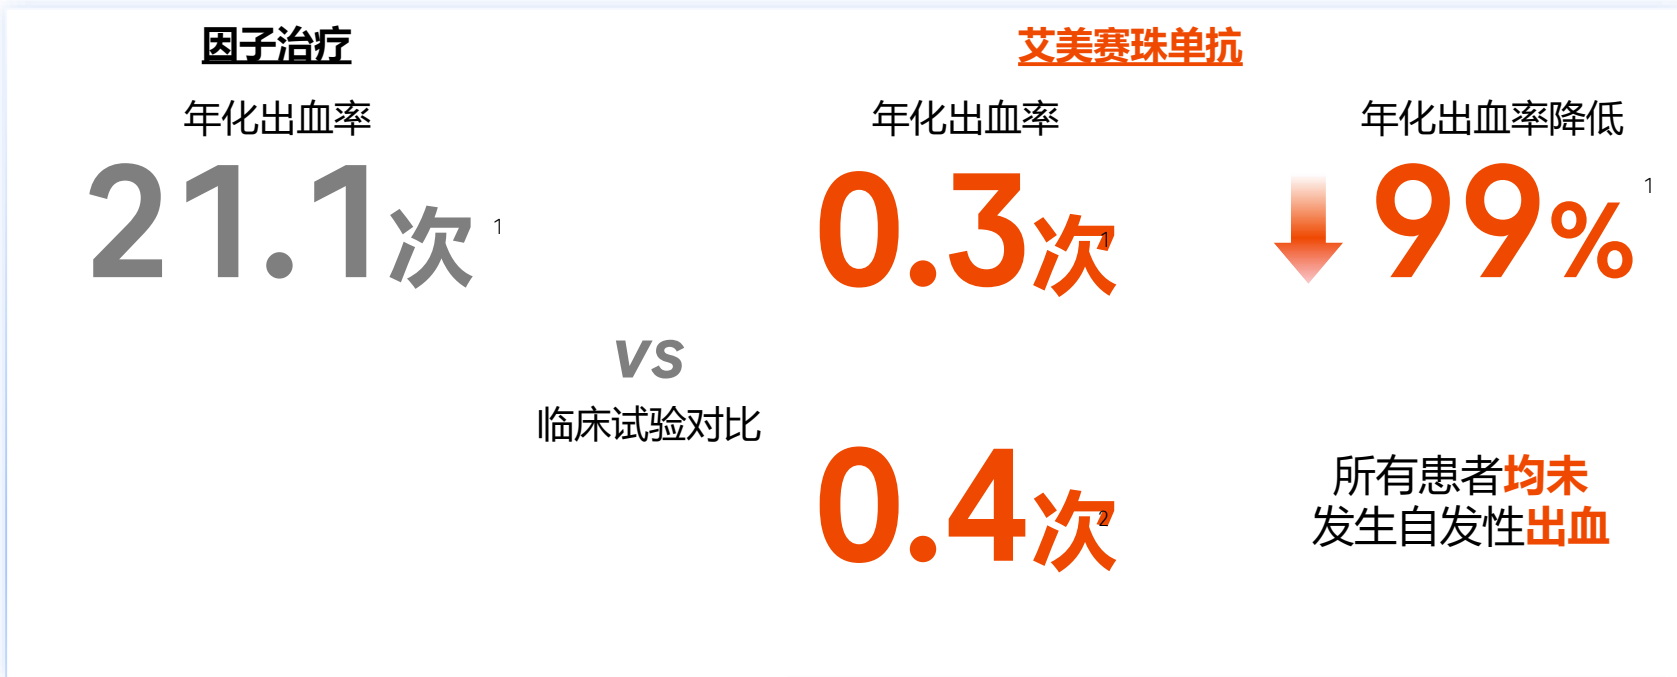 因子治疗
年化出血率
21.1次 1
vs
临床试验对比
艾美赛珠单抗
年化出血率
0.3次 1
年化出血率降低
99% 1
0.4次 2
所有患者均未
发生自发性出血